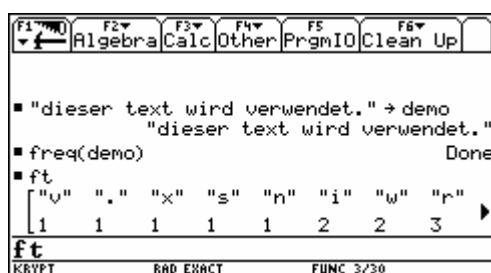 F1 F2 Algebra F3 Calc F4 Other F5 PrgmIO F6 Clean Up
"dieser text wird verwendet." → demo
"dieser text wird verwendet."
freq(demo) Done
ft
["v" "." "x" "s" "n" "i" "w" "r"
1 1 1 1 1 2 2 3
ft
KRYPT RAD EXACT FUNC 3/30